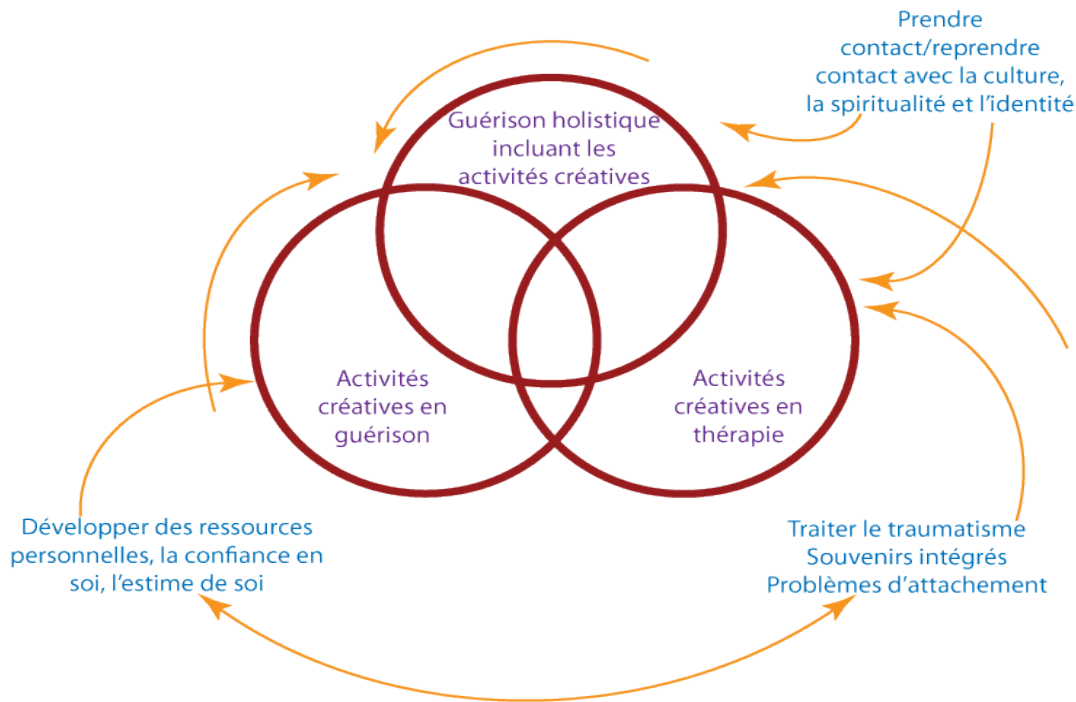 Prendre
contact/reprendre
contact avec la culture,
la spiritualité et l'identité
Guérison holistique
incluant les
activités créatives
Activités
créatives en
guérison
Activités
créatives en
thérapie
Développer des ressources
personnelles, la confiance en
soi, l'estime de soi
Traiter le traumatisme
Souvenirs intégrés
Problèmes d'attachement